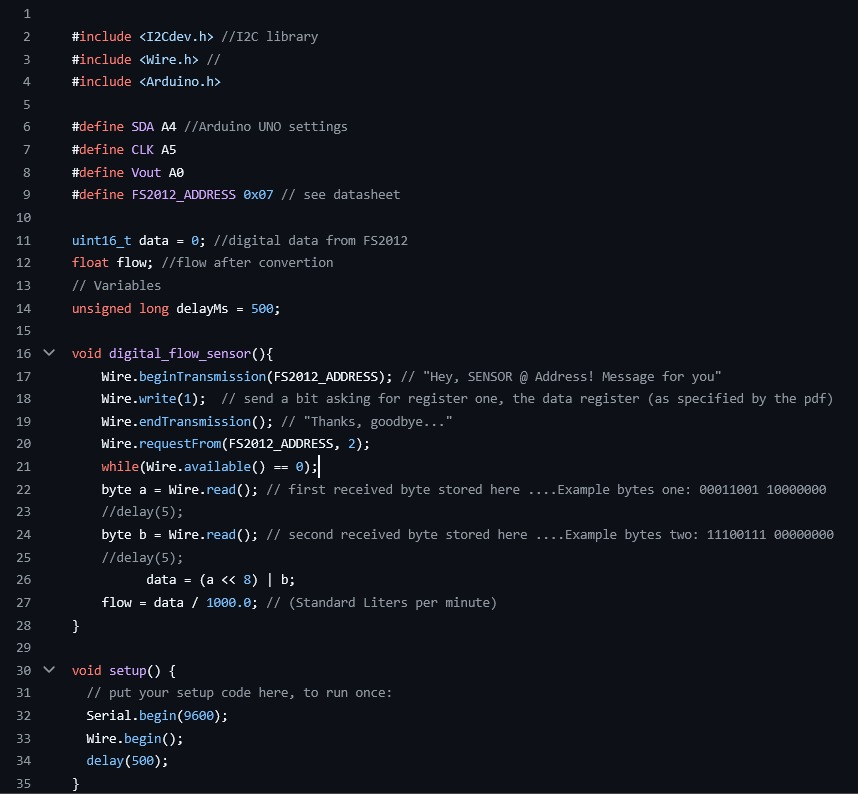 1
2 #include <I2Cdev.h> //I2C library
3 #include <Wire.h> //
4 #include <Arduino.h>
5
6 #define SDA A4 //Arduino UNO settings
7 #define CLK A5
8 #define Vout A0
9 #define FS2012_ADDRESS 0x07 // see datasheet
10
11 uint16_t data = 0; //digital data from FS2012
12 float flow; //flow after convertion
13 // Variables
14 unsigned long delayMs = 500;
15
16 void digital_flow_sensor(){
17     Wire.beginTransmission(FS2012_ADDRESS); // "Hey, SENSOR @ Address! Message for you"
18     Wire.write(1);  // send a bit asking for register one, the data register (as specified by the pdf)
19     Wire.endTransmission(); // "Thanks, goodbye..."
20     Wire.requestFrom(FS2012_ADDRESS, 2);
21     while(Wire.available() == 0);
22     byte a = Wire.read(); // first received byte stored here ....Example bytes one: 00011001 10000000
23     //delay(5);
24     byte b = Wire.read(); // second received byte stored here ....Example bytes two: 11100111 00000000
25     //delay(5);
26           data = (a << 8) | b;
27     flow = data / 1000.0; // (Standard Liters per minute)
28 }
29
30 void setup() {
31   // put your setup code here, to run once:
32   Serial.begin(9600);
33   Wire.begin();
34   delay(500);
35 }